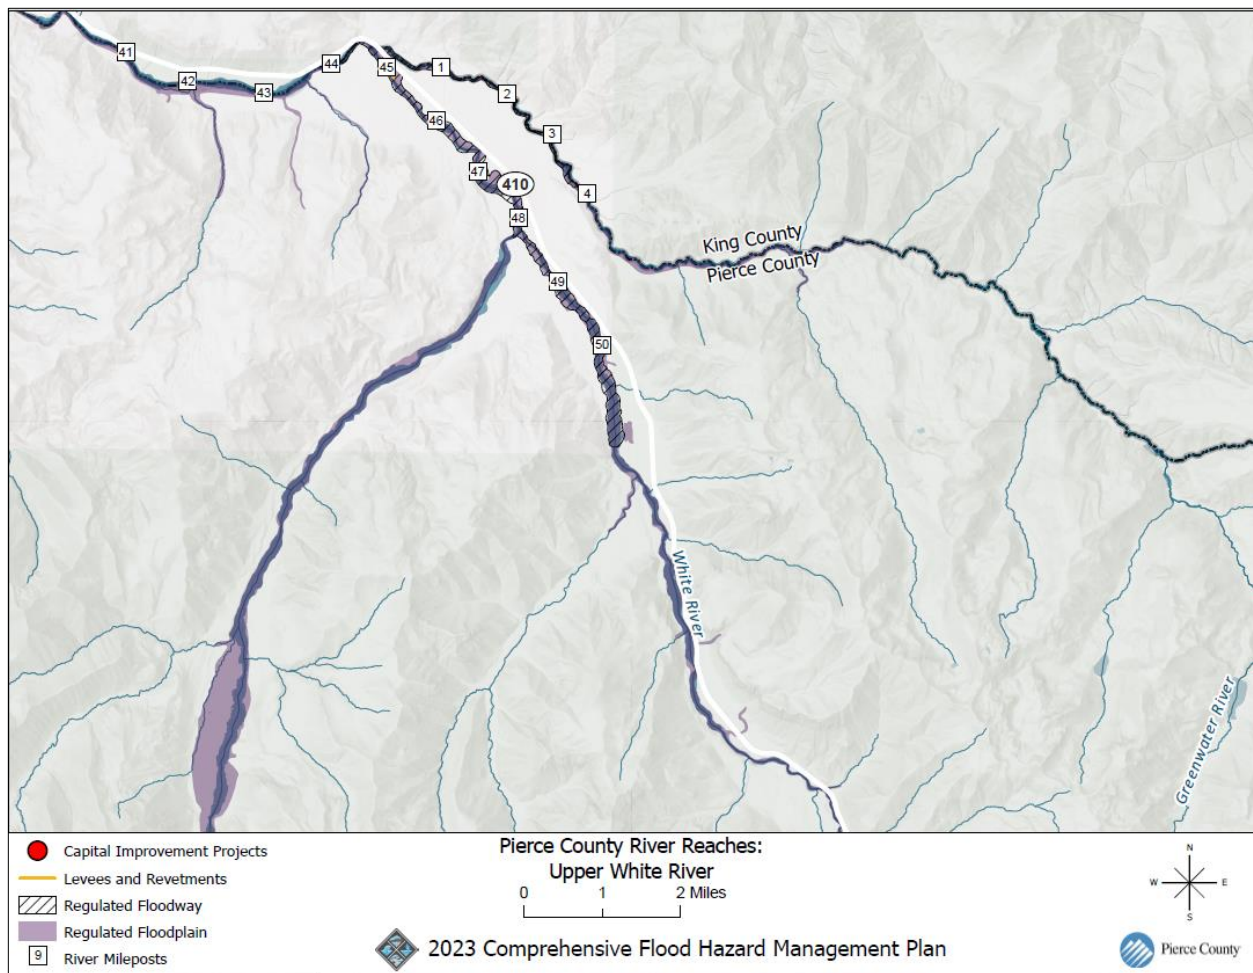 41
42
43
44
45
1
2
46
3
47
410
4
48
King County
Pierce County
49
50
White River
Greenwater River
Capital Improvement Projects
Levees and Revetments
Regulated Floodway
Regulated Floodplain
9 River Mileposts
Pierce County River Reaches:
Upper White River
0 1 2 Miles
2023 Comprehensive Flood Hazard Management Plan
N
W E
S
Pierce County